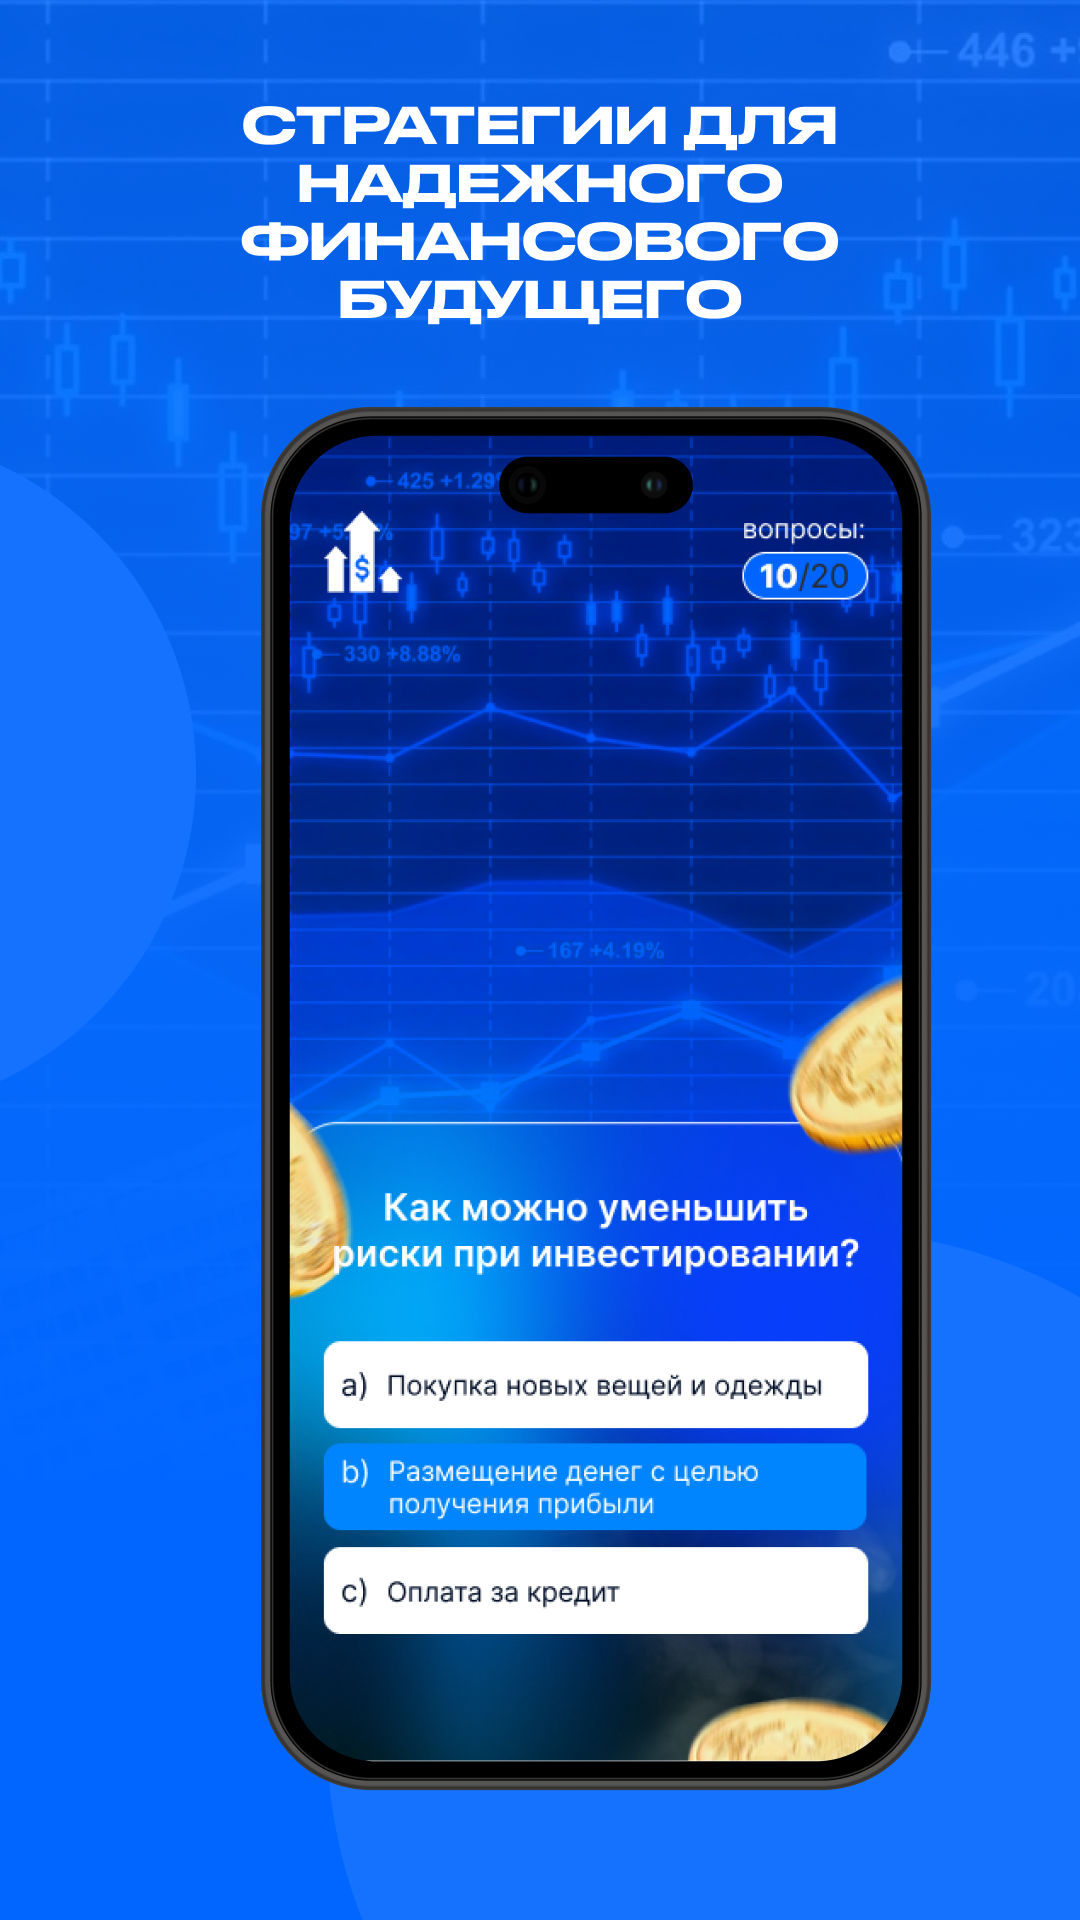 446
СТРАТЕГИИ ДЛЯ
НАДЕЖНОГО
ФИНАНСОВОГО
БУДУЩЕГО
425 +1.29
вопросы:
10/20
$
330 +8.88%
323
167 +4.19%
20
Как можно уменьшить
риски при инвестировании?
a) Покупка новых вещей и одежды
b) Размещение денег с целью
получения прибыли
c) Оплата за кредит